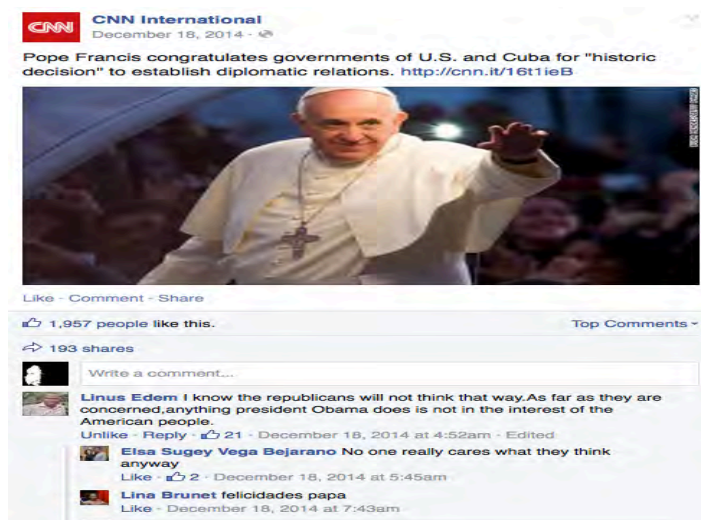 CNN
CNN International
December 18, 2014 ·
Pope Francis congratulates governments of U.S. and Cuba for "historic
decision" to establish diplomatic relations. http://cnn.it/16t1ieB
Like · Comment · Share
1,957 people like this.
Top Comments
193 shares
Write a comment...
Linus Edem I know the republicans will not think that way.As far as they are
concerned,anything president Obama does is not in the interest of the
American people.
Unlike · Reply · 21 · December 18, 2014 at 4:52am · Edited
Elsa Sugey Vega Bejarano No one really cares what they think
anyway
Like · 2 · December 18, 2014 at 5:45am
Lina Brunet felicidades papa
Like · December 18, 2014 at 7:43am